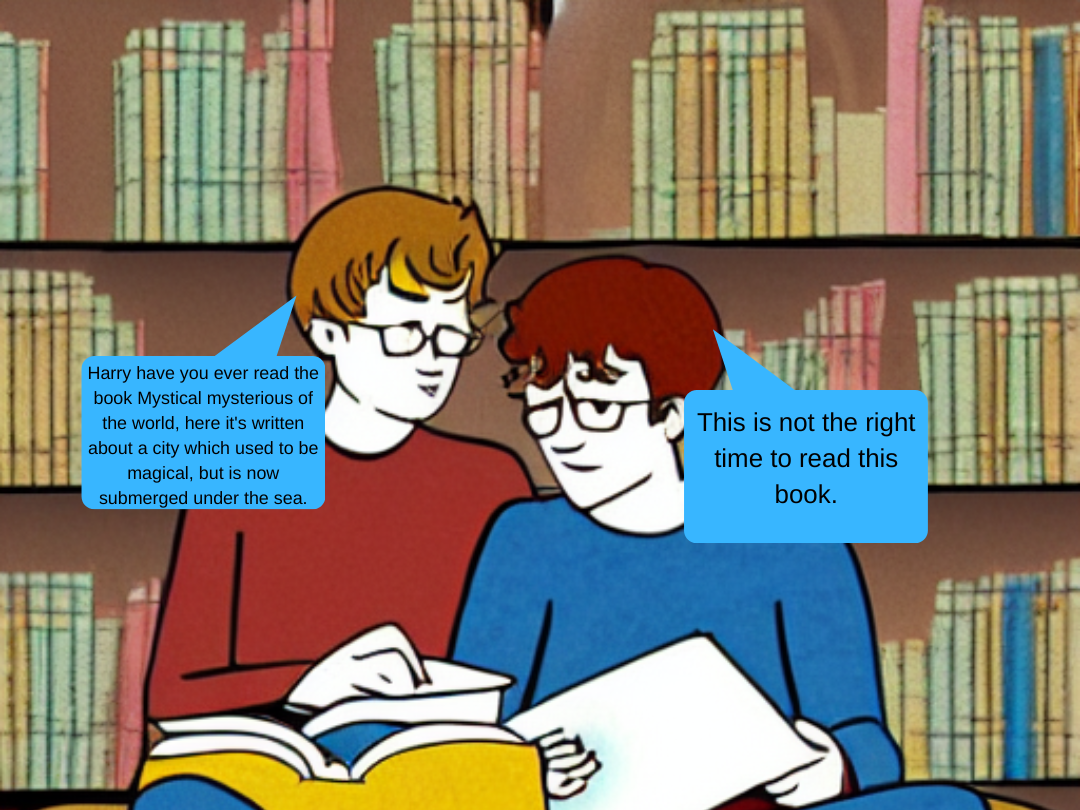 Harry have you ever read the
book Mystical mysterious of
the world, here it's written
about a city which used to be
magical, but is now
submerged under the sea.
This is not the right
time to read this
book.